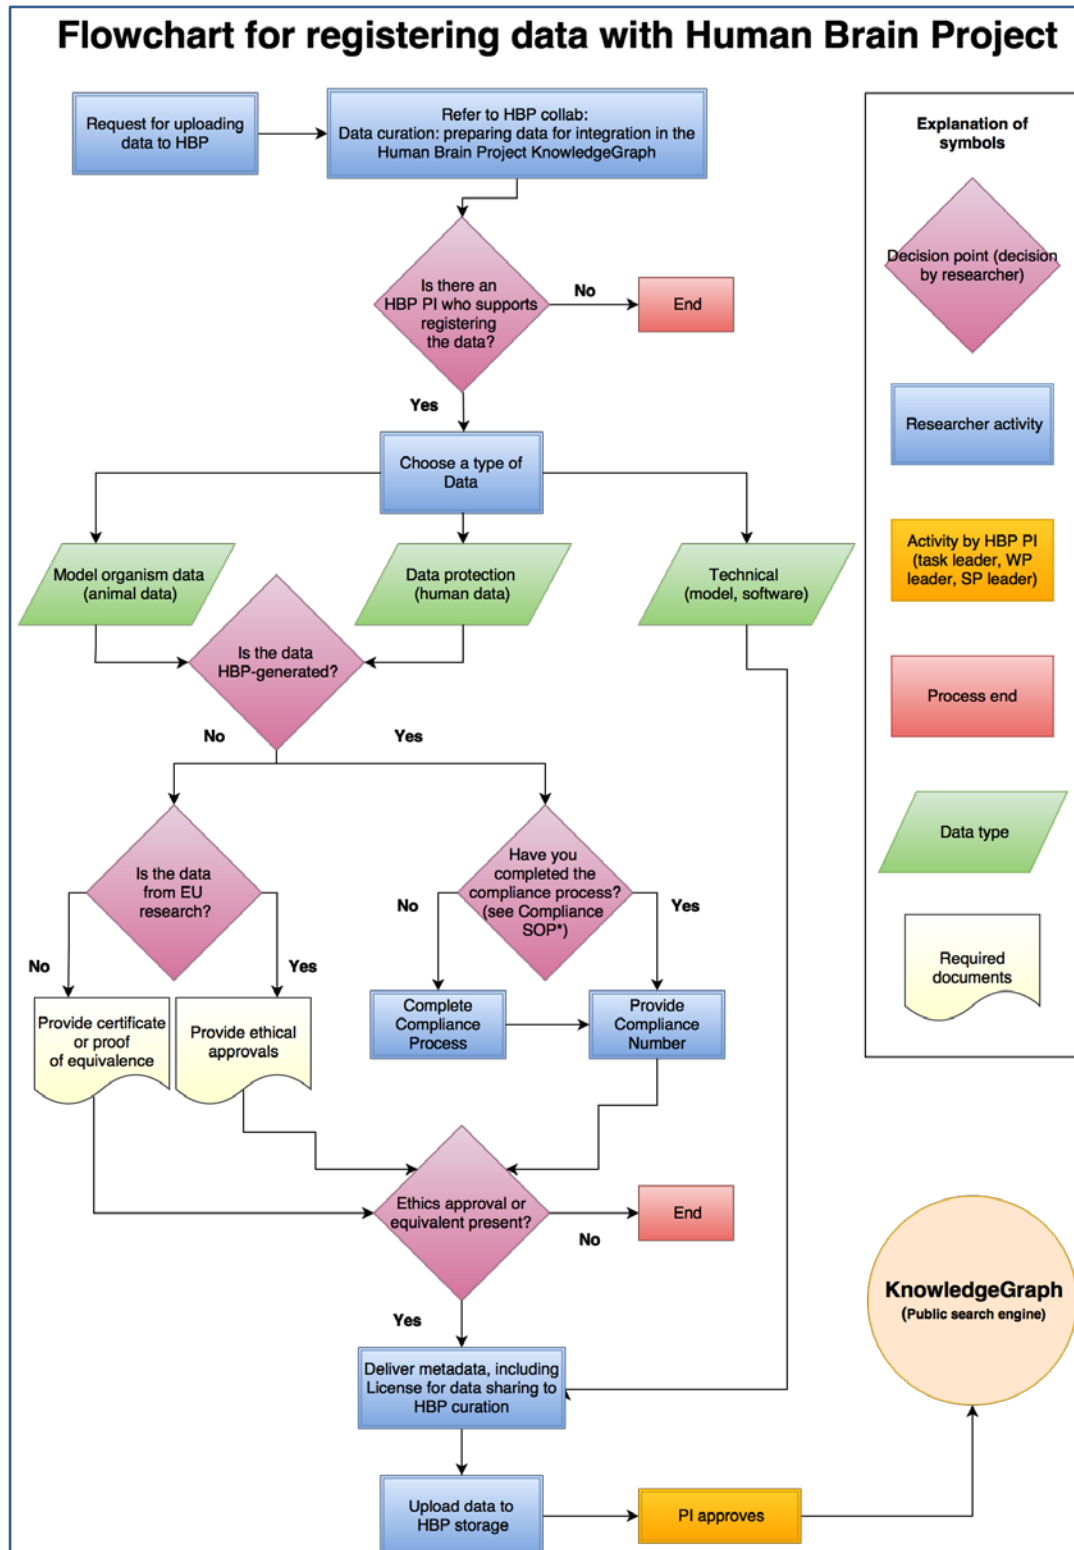 Flowchart for registering data with Human Brain Project
Request for uploading
data to HBP
Refer to HBP collab:
Data curation: preparing data for integration in the
Human Brain Project KnowledgeGraph
Is there an
HBP PI who supports
registering
the data?
No
End
Yes
Choose a type of
Data
Model organism data
(animal data)
Data protection
(human data)
Technical
(model, software)
Is the data
HBP-generated?
No
Yes
Is the data
from EU
research?
Have you
completed the
compliance process?
(see Compliance
SOP*)
No
Yes
No
Yes
Provide certificate
or proof
of equivalence
Provide ethical
approvals
Complete
Compliance
Process
Provide
Compliance
Number
Ethics approval or
equivalent present?
No
End
Yes
Deliver metadata, including
License for data sharing to
HBP curation
Upload data to
HBP storage
PI approves
KnowledgeGraph
(Public search engine)
Explanation of
symbols
Decision point (decision
by researcher)
Researcher activity
Activity by HBP PI
(task leader, WP
leader, SP leader)
Process end
Data type
Required
documents